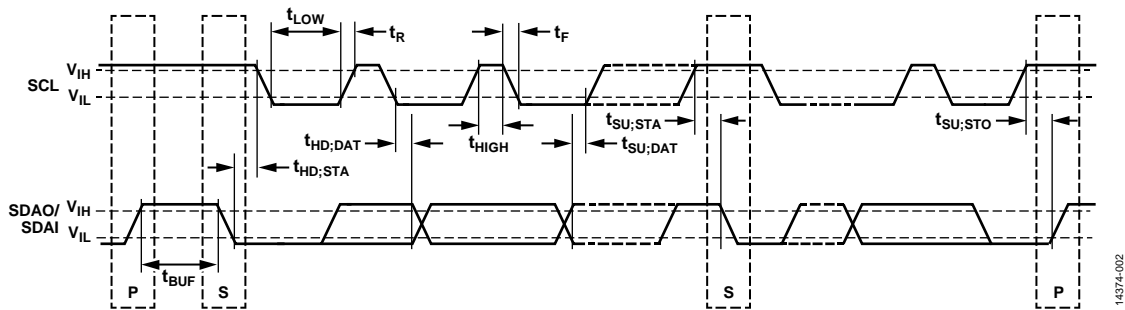 tLOW
tR
tF
SCL
VIH
VIL
tHD;DAT
tHIGH
tSU;STA
tSU;DAT
tSU;STO
tHD;STA
SDAO/
SDAI
VIH
VIL
tBUF
P
S
S
P
14374-002